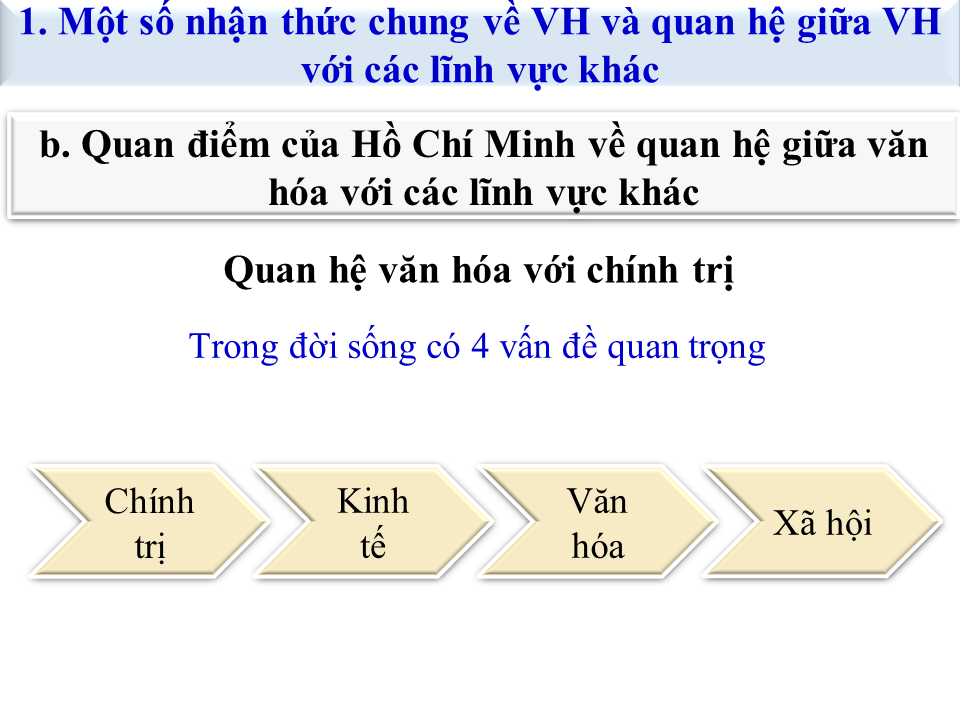 1. Một số nhận thức chung về VH và quan hệ giữa VH
với các lĩnh vực khác
b. Quan điểm của Hồ Chí Minh về quan hệ giữa văn
hóa với các lĩnh vực khác
Quan hệ văn hóa với chính trị
Trong đời sống có 4 vấn đề quan trọng
Chính
trị
Kinh
tế
Văn
hóa
Xã hội